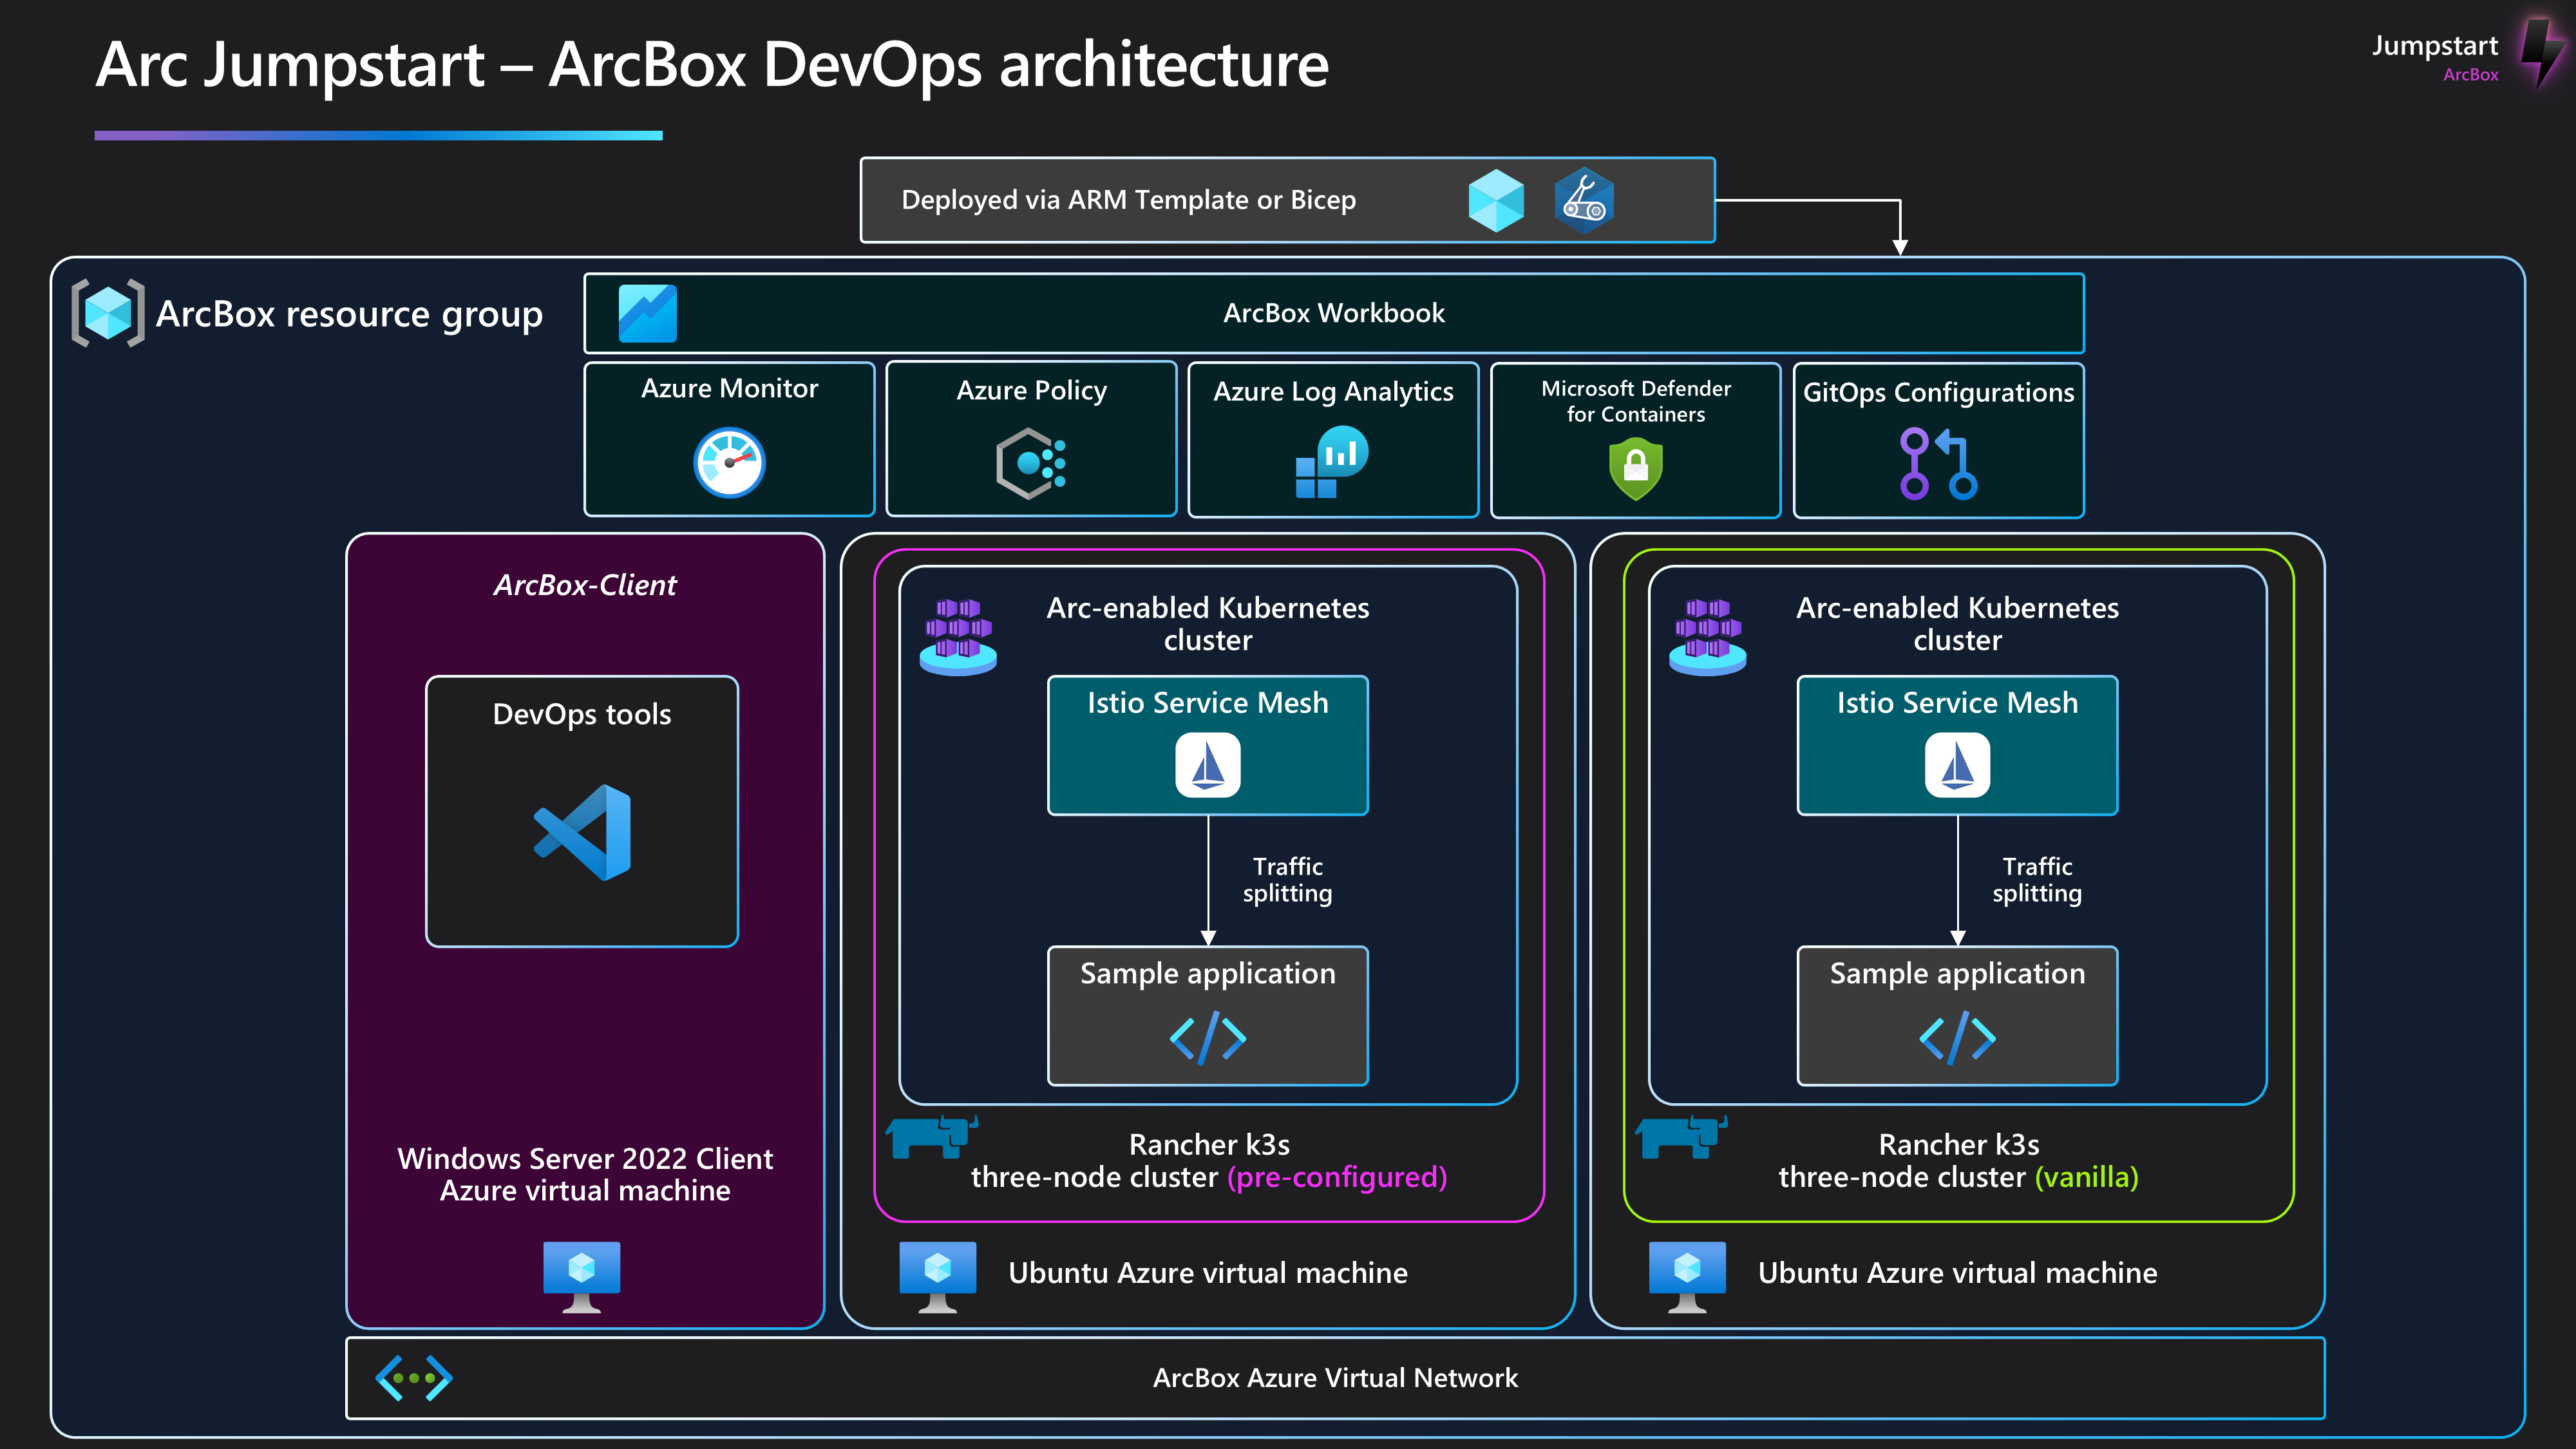 Arc Jumpstart – ArcBox DevOps architecture
Jumpstart
ArcBox
Deployed via ARM Template or Bicep
ArcBox resource group
ArcBox Workbook
Azure Monitor
Azure Policy
Azure Log Analytics
Microsoft Defender
for Containers
GitOps Configurations
ArcBox-Client
DevOps tools
Windows Server 2022 Client
Azure virtual machine
Arc-enabled Kubernetes
cluster
Istio Service Mesh
Traffic
splitting
Sample application
Rancher k3s
three-node cluster (pre-configured)
Ubuntu Azure virtual machine
Arc-enabled Kubernetes
cluster
Istio Service Mesh
Traffic
splitting
Sample application
Rancher k3s
three-node cluster (vanilla)
Ubuntu Azure virtual machine
ArcBox Azure Virtual Network